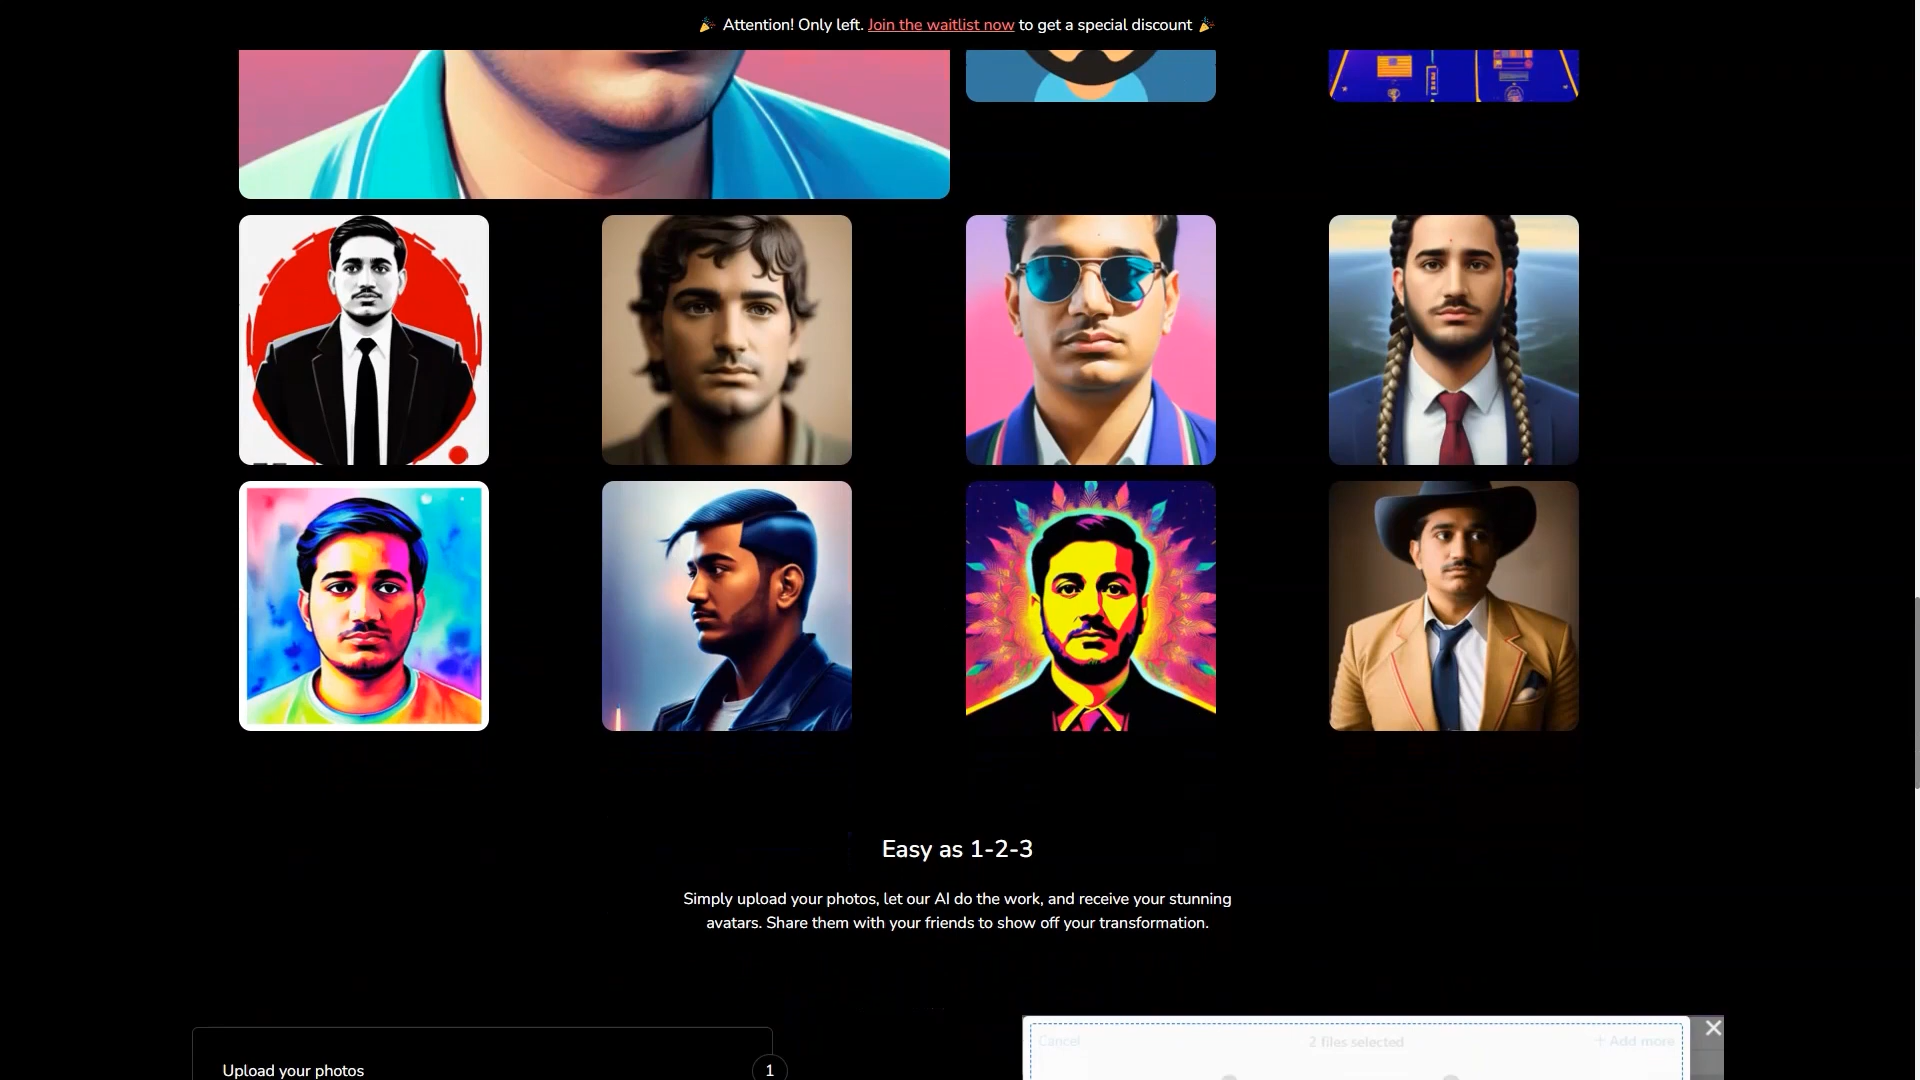 🎉 Attention! Only left. Join the waitlist now to get a special discount 🎉
Easy as 1-2-3
Simply upload your photos, let our AI do the work, and receive your stunning
avatars. Share them with your friends to show off your transformation.
Upload your photos
1
Cancel
2 files selected
+ Add more